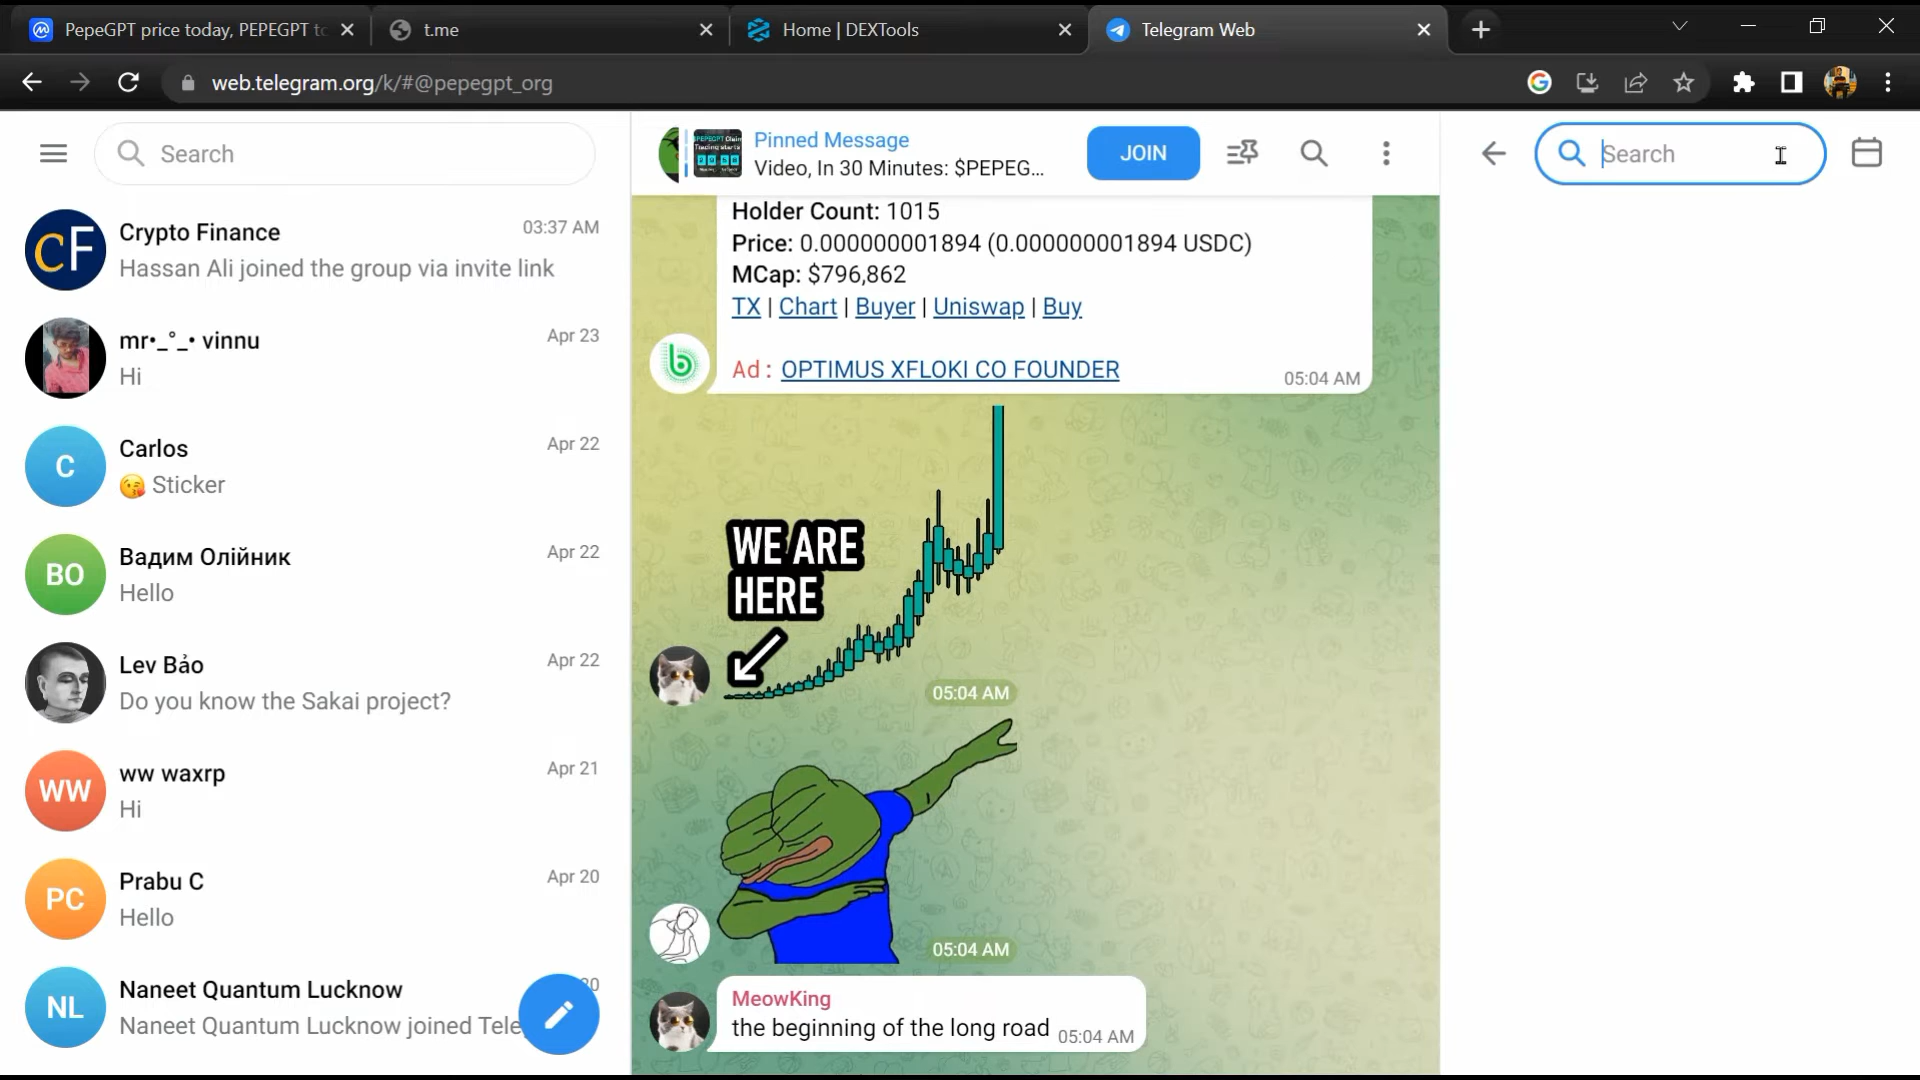 PepeGPT price today, PEPEGPT to
t.me
Home | DEXTools
Telegram Web
web.telegram.org/k/#@pepegpt_org
Search
Crypto Finance
03:37 AM
Hassan Ali joined the group via invite link
mr•_°_• vinnu
Apr 23
Hi
Carlos
Apr 22
😘 Sticker
Вадим Олійник
Apr 22
Hello
Lev Bảo
Apr 22
Do you know the Sakai project?
ww waxrp
Apr 21
Hi
Prabu C
Apr 20
Hello
Naneet Quantum Lucknow
Naneet Quantum Lucknow joined Tele
CF
C
BO
WW
PC
NL
Pinned Message
Video, In 30 Minutes: $PEPEG...
JOIN
Search
Holder Count: 1015
Price: 0.000000001894 (0.000000001894 USDC)
MCap: $796,862
TX | Chart | Buyer | Uniswap | Buy
Ad: OPTIMUS XFLOKI CO FOUNDER
05:04 AM
WE ARE
HERE
05:04 AM
05:04 AM
MeowKing
the beginning of the long road 05:04 AM